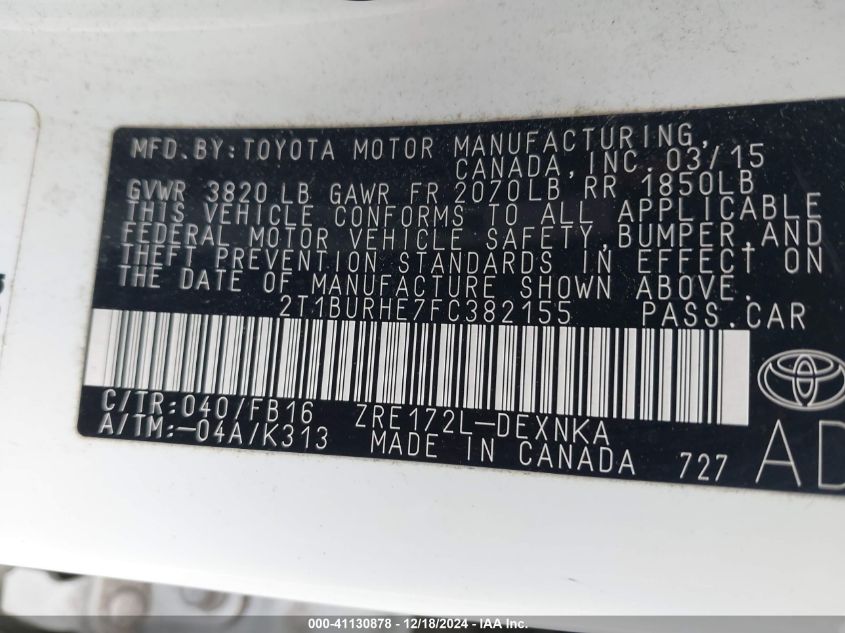 MFD. BY: TOYOTA MOTOR MANUFACTURING,
CANADA, INC. 03/15
GVWR 3820 LB GAWR FR 2070LB, RR 1850LB
THIS VEHICLE CONFORMS TO ALL APPLICABLE
FEDERAL MOTOR VEHICLE SAFETY, BUMPER, AND
THEFT PREVENTION STANDARDS IN EFFECT ON
THE DATE OF MANUFACTURE SHOWN ABOVE.
2T1BURHE7FC382155 PASS. CAR
C/TR: 040/FB16 ZRE172L-DEXNKA
A/TM: -04A/K313 MADE IN CANADA 727 AD
000-41130878 - 12/18/2024 - IAA Inc.